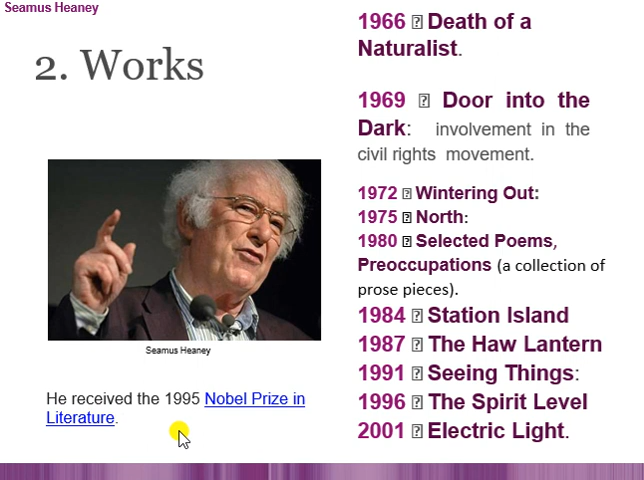 Seamus Heaney
2. Works
Seamus Heaney
He received the 1995 Nobel Prize in
Literature.
1966 Death of a
Naturalist.
1969 Door into the
Dark: involvement in the
civil rights movement.
1972 Wintering Out:
1975 North:
1980 Selected Poems,
Preoccupations (a collection of
prose pieces).
1984 Station Island
1987 The Haw Lantern
1991 Seeing Things:
1996 The Spirit Level
2001 Electric Light.